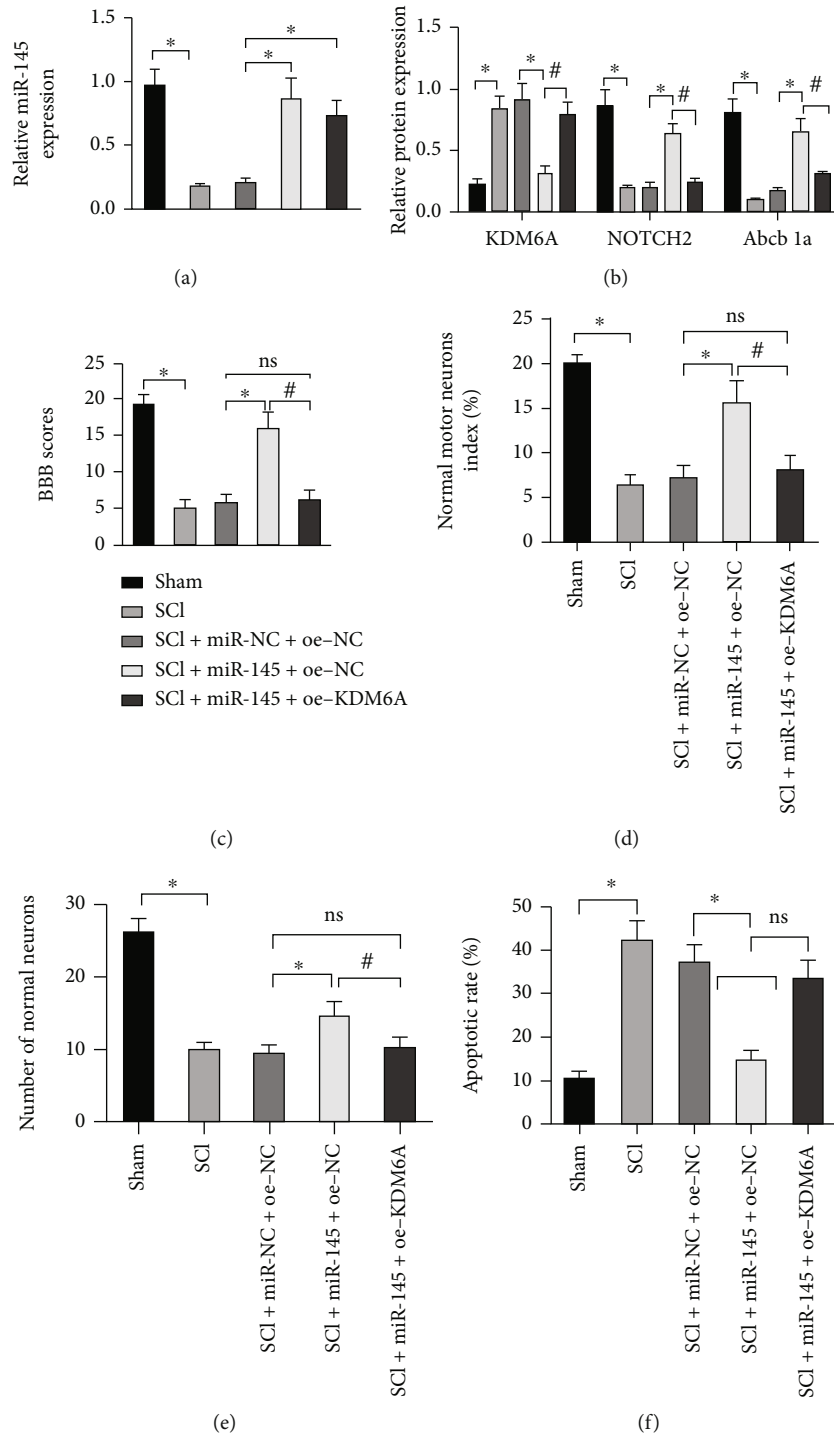 Relative miR-145
expression
1.5
1.0
0.5
0.0
*
*
*
(a)
Relative protein expression
1.5
1.0
0.5
0.0
* * #
* * #
* * #
KDM6A NOTCH2 Abcb 1a
(b)
BBB scores
25
20
15
10
5
0
*
ns
* #
Sham
SCl
SCl + miR-NC + oe–NC
SCl + miR-145 + oe–NC
SCl + miR-145 + oe–KDM6A
(c)
Normal motor neurons
index (%)
25
20
15
10
5
0
*
ns
* #
Sham
SCl
SCl + miR-NC + oe–NC
SCl + miR-145 + oe–NC
SCl + miR-145 + oe–KDM6A
(d)
Number of normal neurons
30
20
10
0
*
ns
* #
Sham
SCl
SCl + miR-NC + oe–NC
SCl + miR-145 + oe–NC
SCl + miR-145 + oe–KDM6A
(e)
Apoptotic rate (%)
50
40
30
20
10
0
*
*
ns
Sham
SCl
SCl + miR-NC + oe–NC
SCl + miR-145 + oe–NC
SCl + miR-145 + oe–KDM6A
(f)